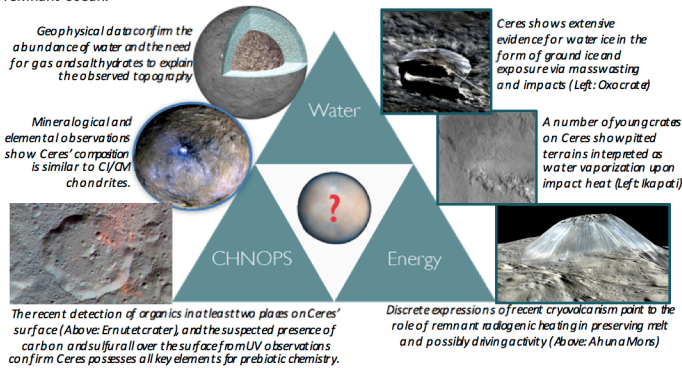 remnant ocean.
Geophysical data confirm the
abundance of water and the need
for gas and salt hydrates to explain
the observed topography
Mineralogical and
elemental observations
show Ceres' composition
is similar to CI/CM
chondrites.
Water
CHNOPS
Energy
?
Ceres shows extensive
evidence for water ice in the
form of ground ice and
exposure via mass wasting
and impacts (Left: Oxo crater)
A number of young crates
on Ceres show pitted
terrains interpreted as
water vaporization upon
impact heat (Left Ikapati)
The recent detection of organics in at least two places on Ceres'
surface (Above: Ernutet crater), and the suspected presence of
carbon and sulfur all over the surface from UV observations
confirm Ceres possesses all key elements for prebiotic chemistry.
Discrete expressions of recent cryovolcanism point to the
role of remnant radiogenic heating in preserving melt
and possibly driving activity (Above: Ahuna Mons)